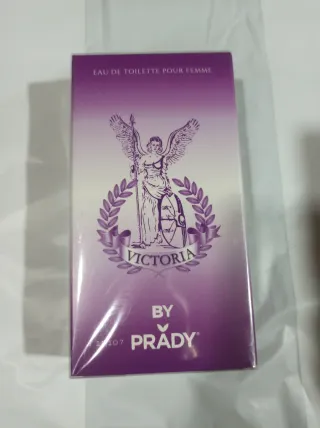 EAU DE TOILETTE POUR FEMME
VICTORIA
BY
PRADY®